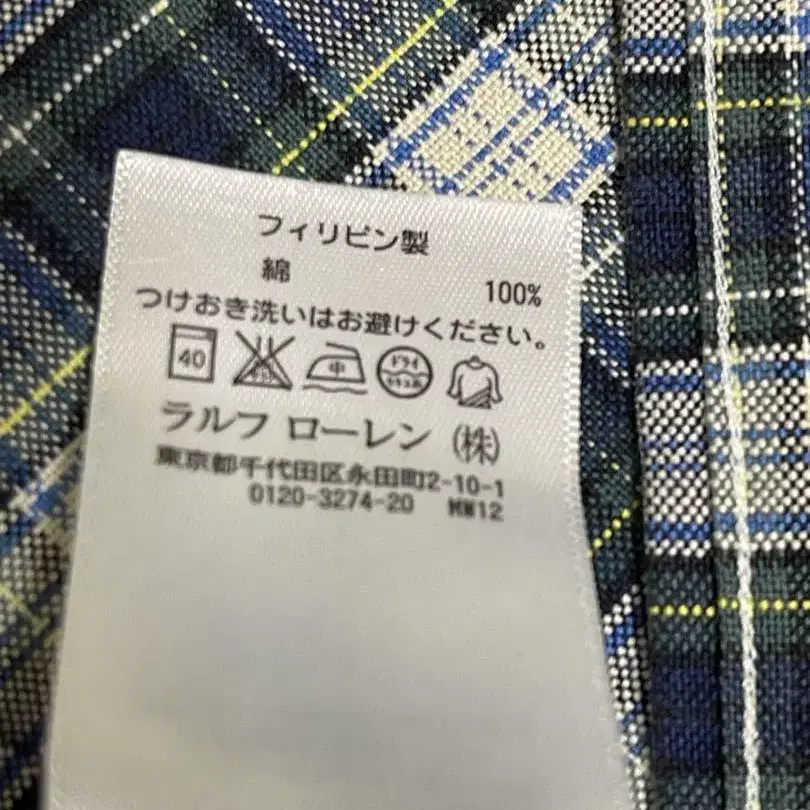 フィリピン製
綿 100%
つけおき洗いはお避けください。
40 中 ドライ
ラルフ ローレン (株)
東京都千代田区永田町2-10-1
0120-3274-20 MW12